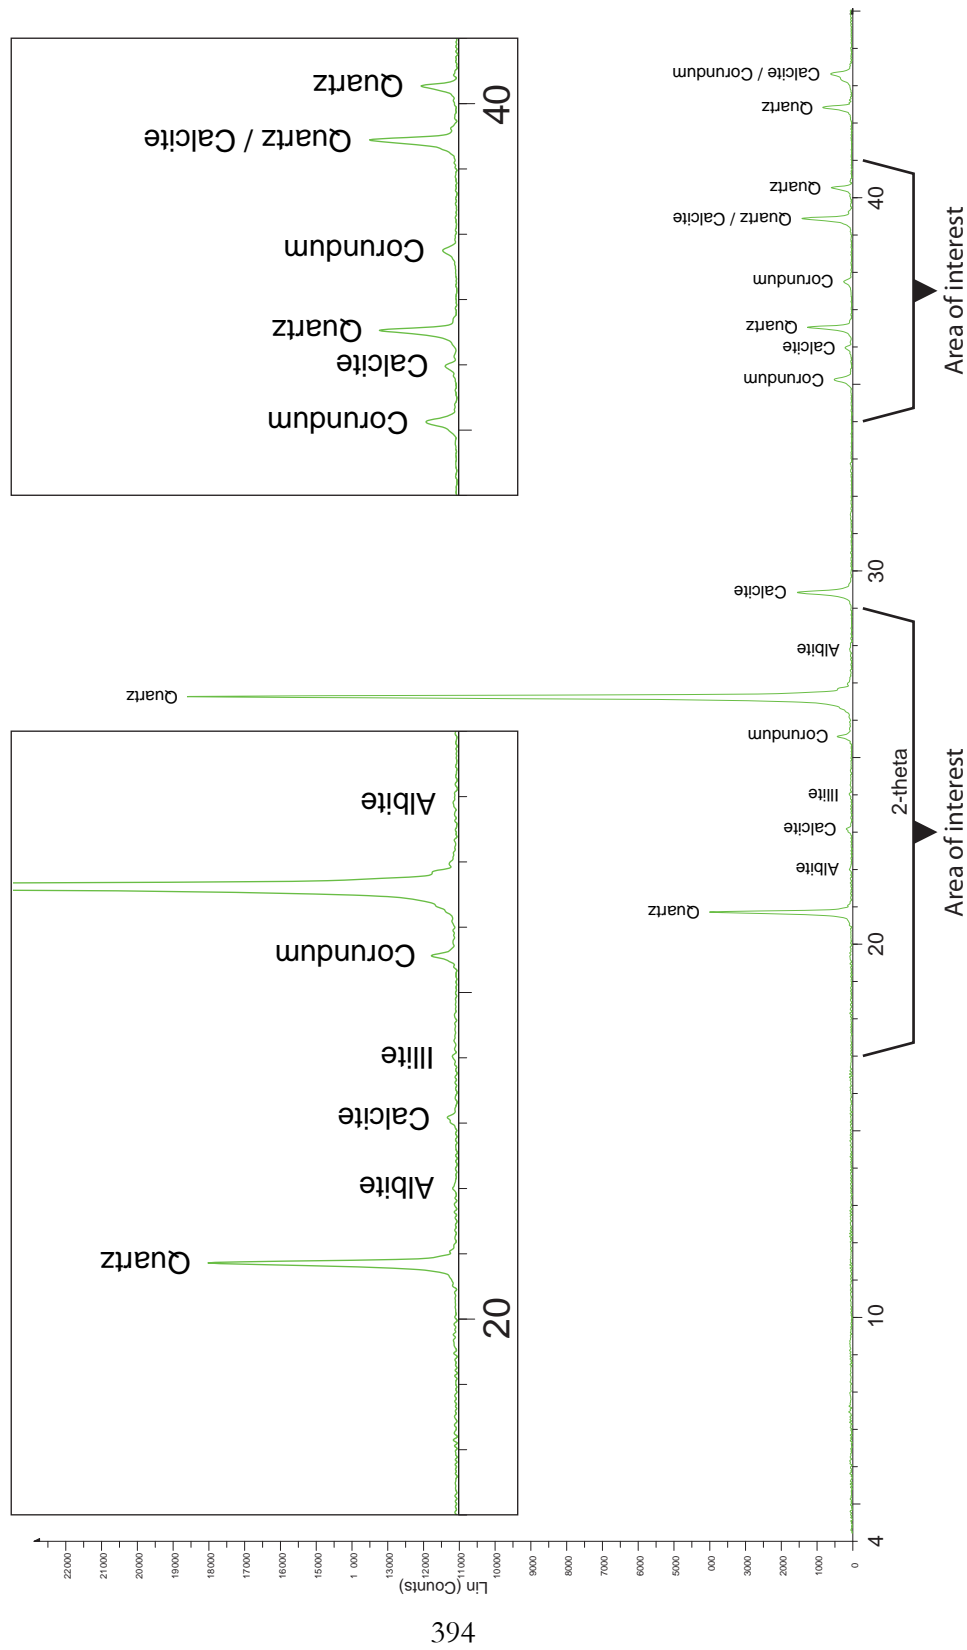 Quartz
Quartz / Calcite
Corundum
Quartz
Calcite
Corundum
40
Albite
Corundum
Illite
Calcite
Albite
Quartz
20
Calcite / Corundum
Quartz
Quartz
Quartz / Calcite
Corundum
Quartz
Calcite
Corundum
Calcite
Albite
Quartz
Corundum
Illite
Calcite
Albite
Quartz
40
30
20
10
4
2-theta
Area of interest
Area of interest
22000
21000
20000
19000
18000
17000
16000
15000
1 000
13000
12000
11000
10000
9000
8000
7000
6000
5000
000
3000
2000
1000
0
Lin (Counts)
394